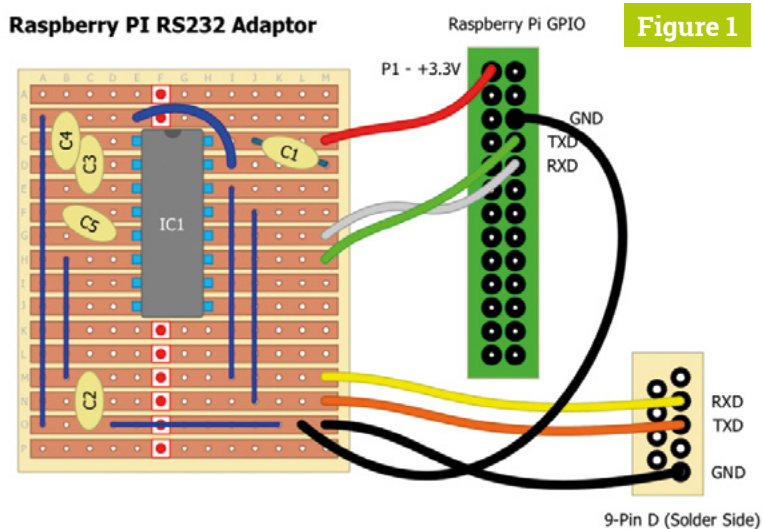 Raspberry PI RS232 Adaptor
Raspberry Pi GPIO
Figure 1
P1 - +3.3V
GND
TXD
RXD
A B C D E F G H I J K L M
A
B
C
D
E
F
G
H
I
J
K
L
M
N
O
P
C4
C3
C1
C5
IC1
C2
RXD
TXD
GND
9-Pin D (Solder Side)